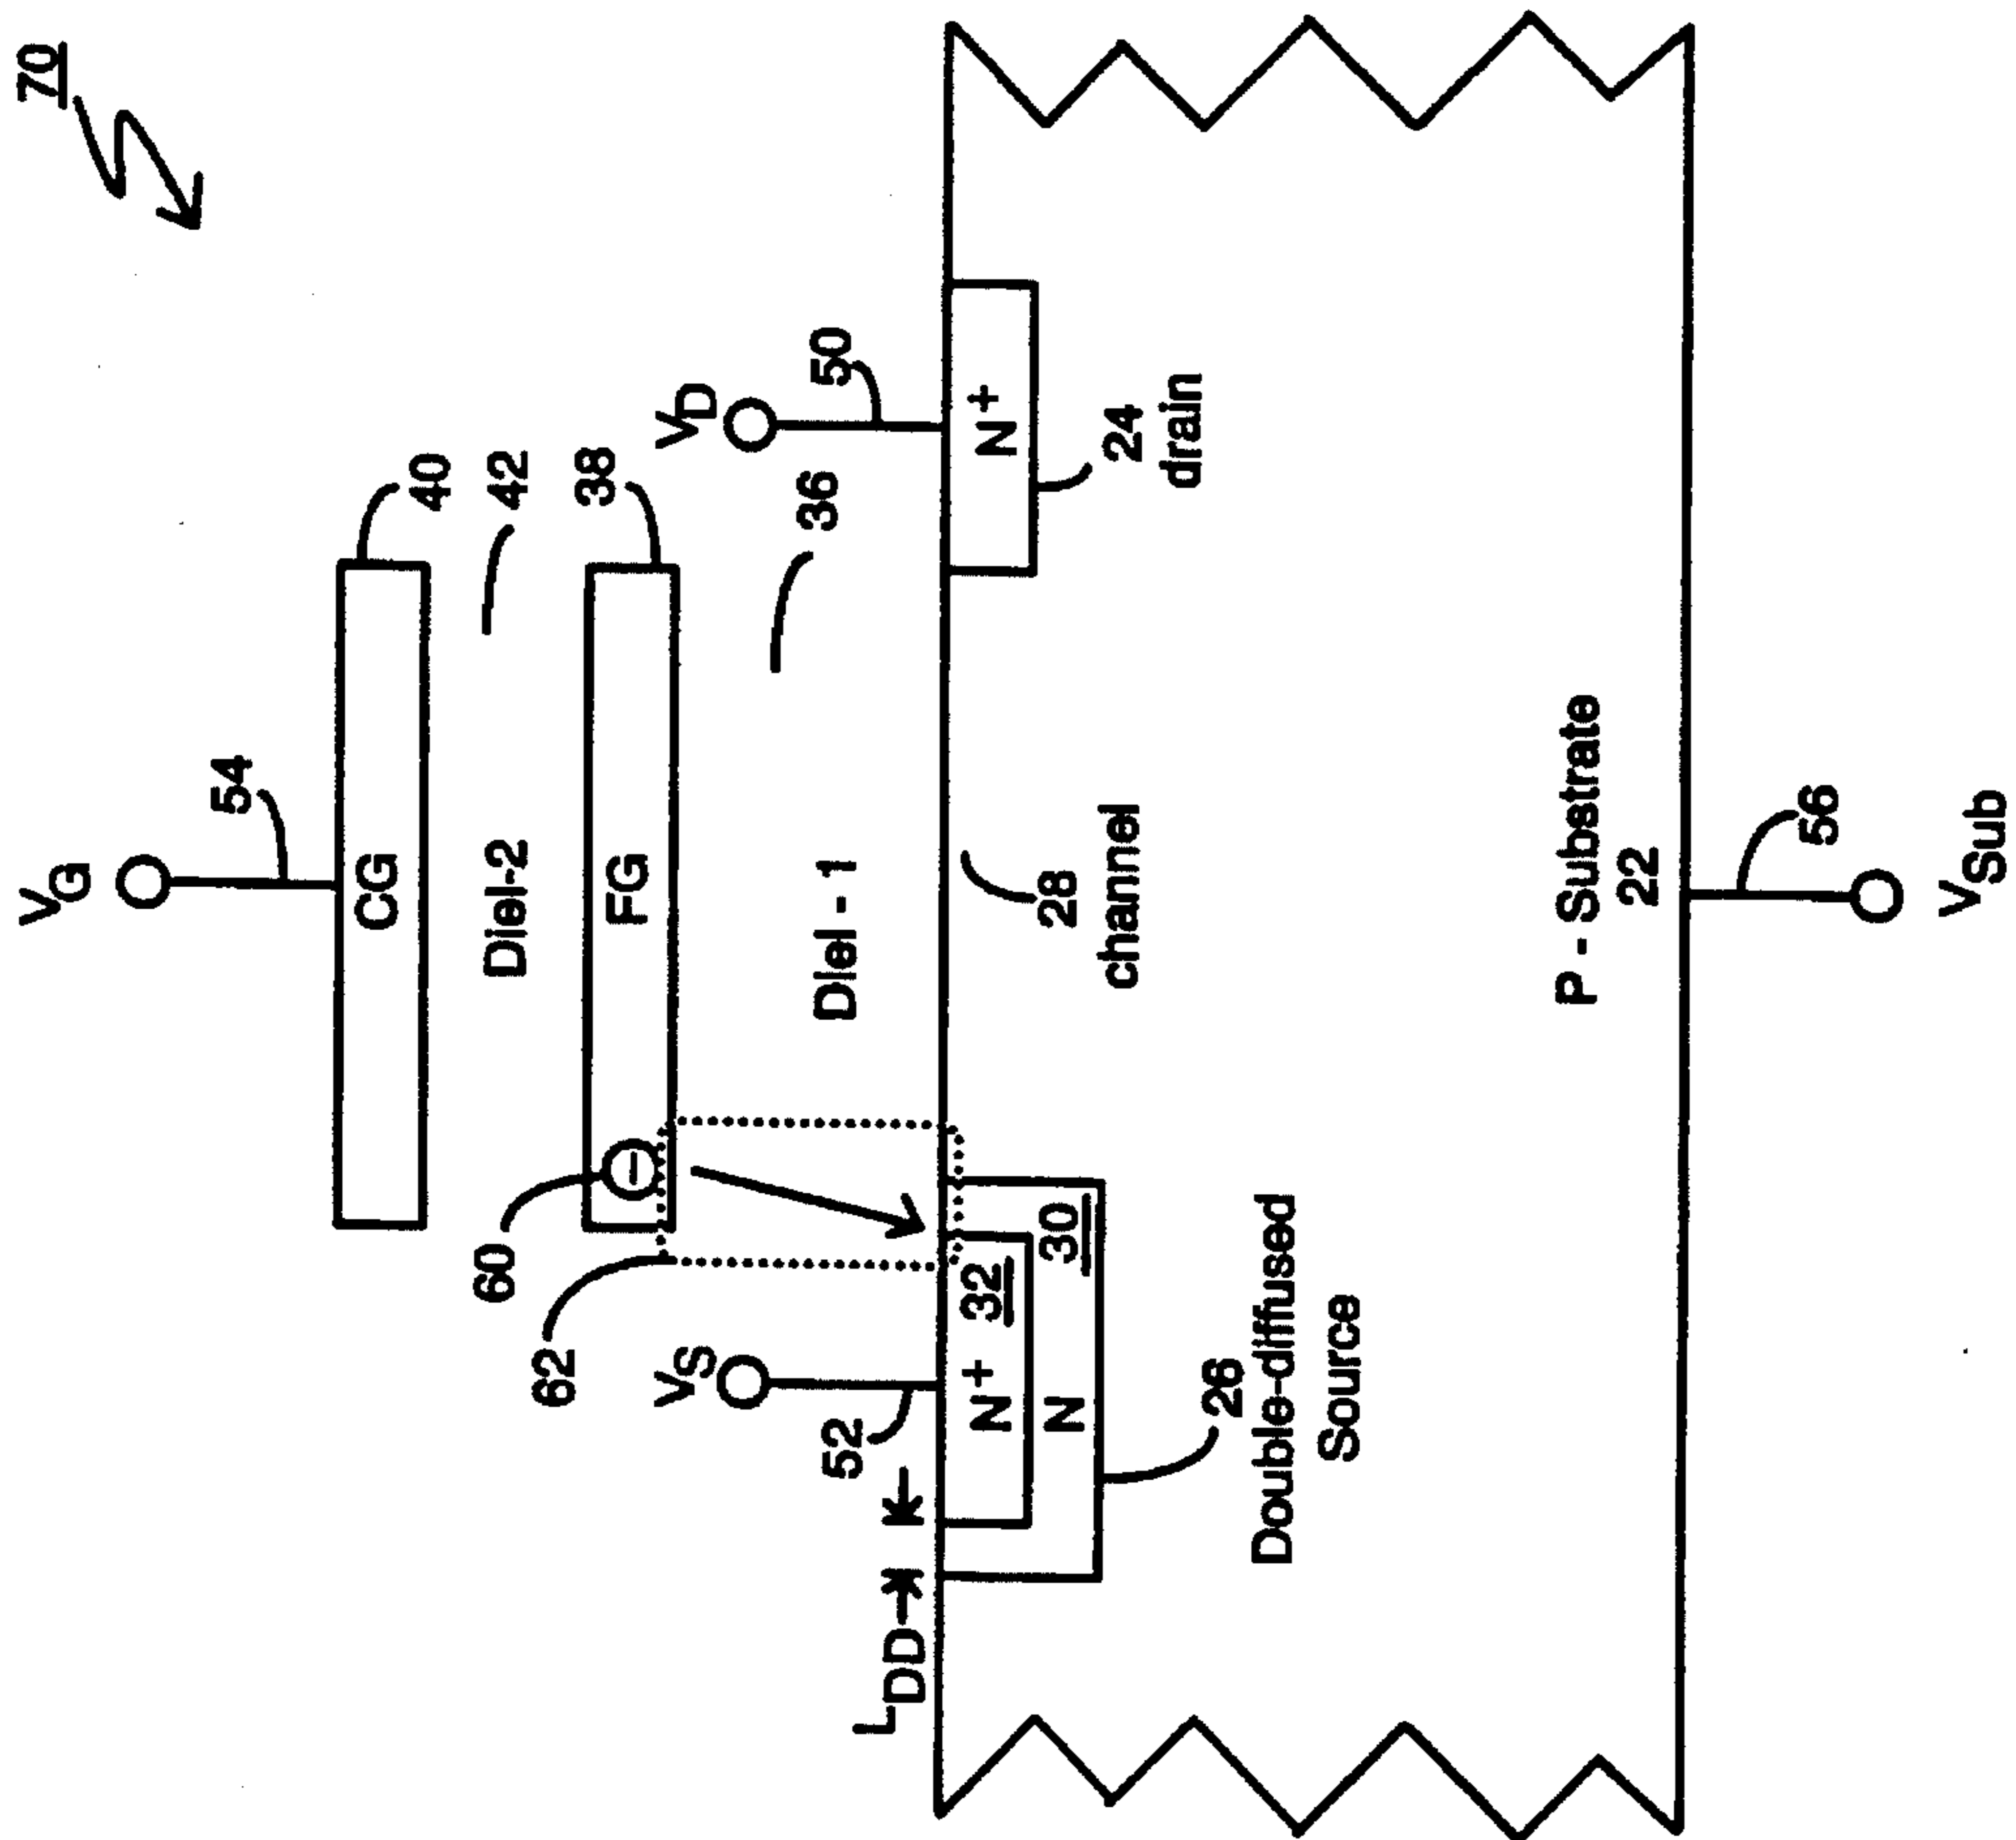 70
VG
54
CG
40
Diel-2
42
60
62
FG
38
VS
VD
52
Diel - 1
36
50
LDD
N+ 32
N+
N 30
28
channel
24
drain
28
Double-diffused
Source
P - Substrate
22
56
VSub